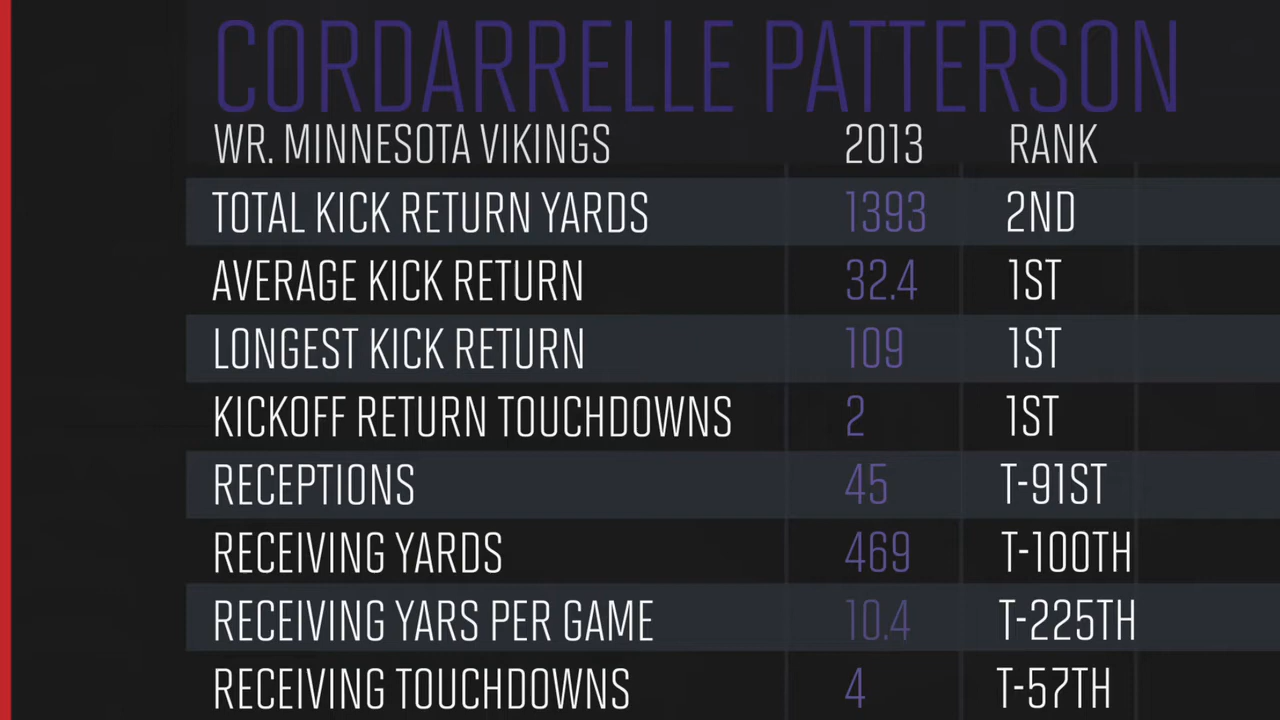 CORDARRELLE PATTERSON
WR. MINNESOTA VIKINGS 2013 RANK
TOTAL KICK RETURN YARDS 1393 2ND
AVERAGE KICK RETURN 32.4 1ST
LONGEST KICK RETURN 109 1ST
KICKOFF RETURN TOUCHDOWNS 2 1ST
RECEPTIONS 45 T-91ST
RECEIVING YARDS 469 T-100TH
RECEIVING YARS PER GAME 10.4 T-225TH
RECEIVING TOUCHDOWNS 4 T-57TH